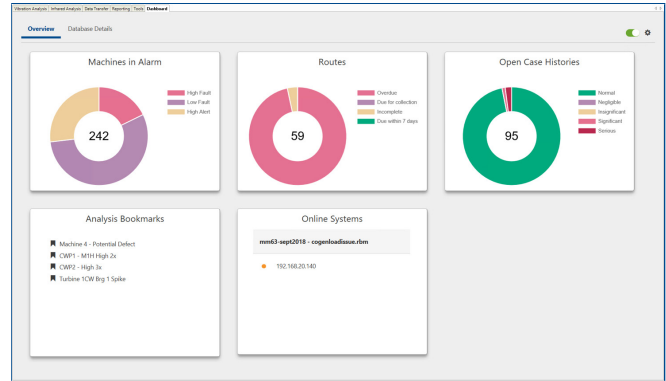 Vibration Analysis Infrared Analysis Data Transfer Reporting Tools Dashboard
Overview Database Details
Machines in Alarm
High Fault
Low Fault
High Alert
242
Routes
Overdue
Due for collection
Incomplete
Due within 7 days
59
Open Case Histories
Normal
Negligible
Insignificant
Significant
Serious
95
Analysis Bookmarks
Machine 4 - Potential Defect
CWP1 - M1H High 2x
CWP2 - High 3x
Turbine 1CW Brg 1 Spike
Online Systems
mm63-sept2018 - cogenloadissue.rbm
192.168.20.140